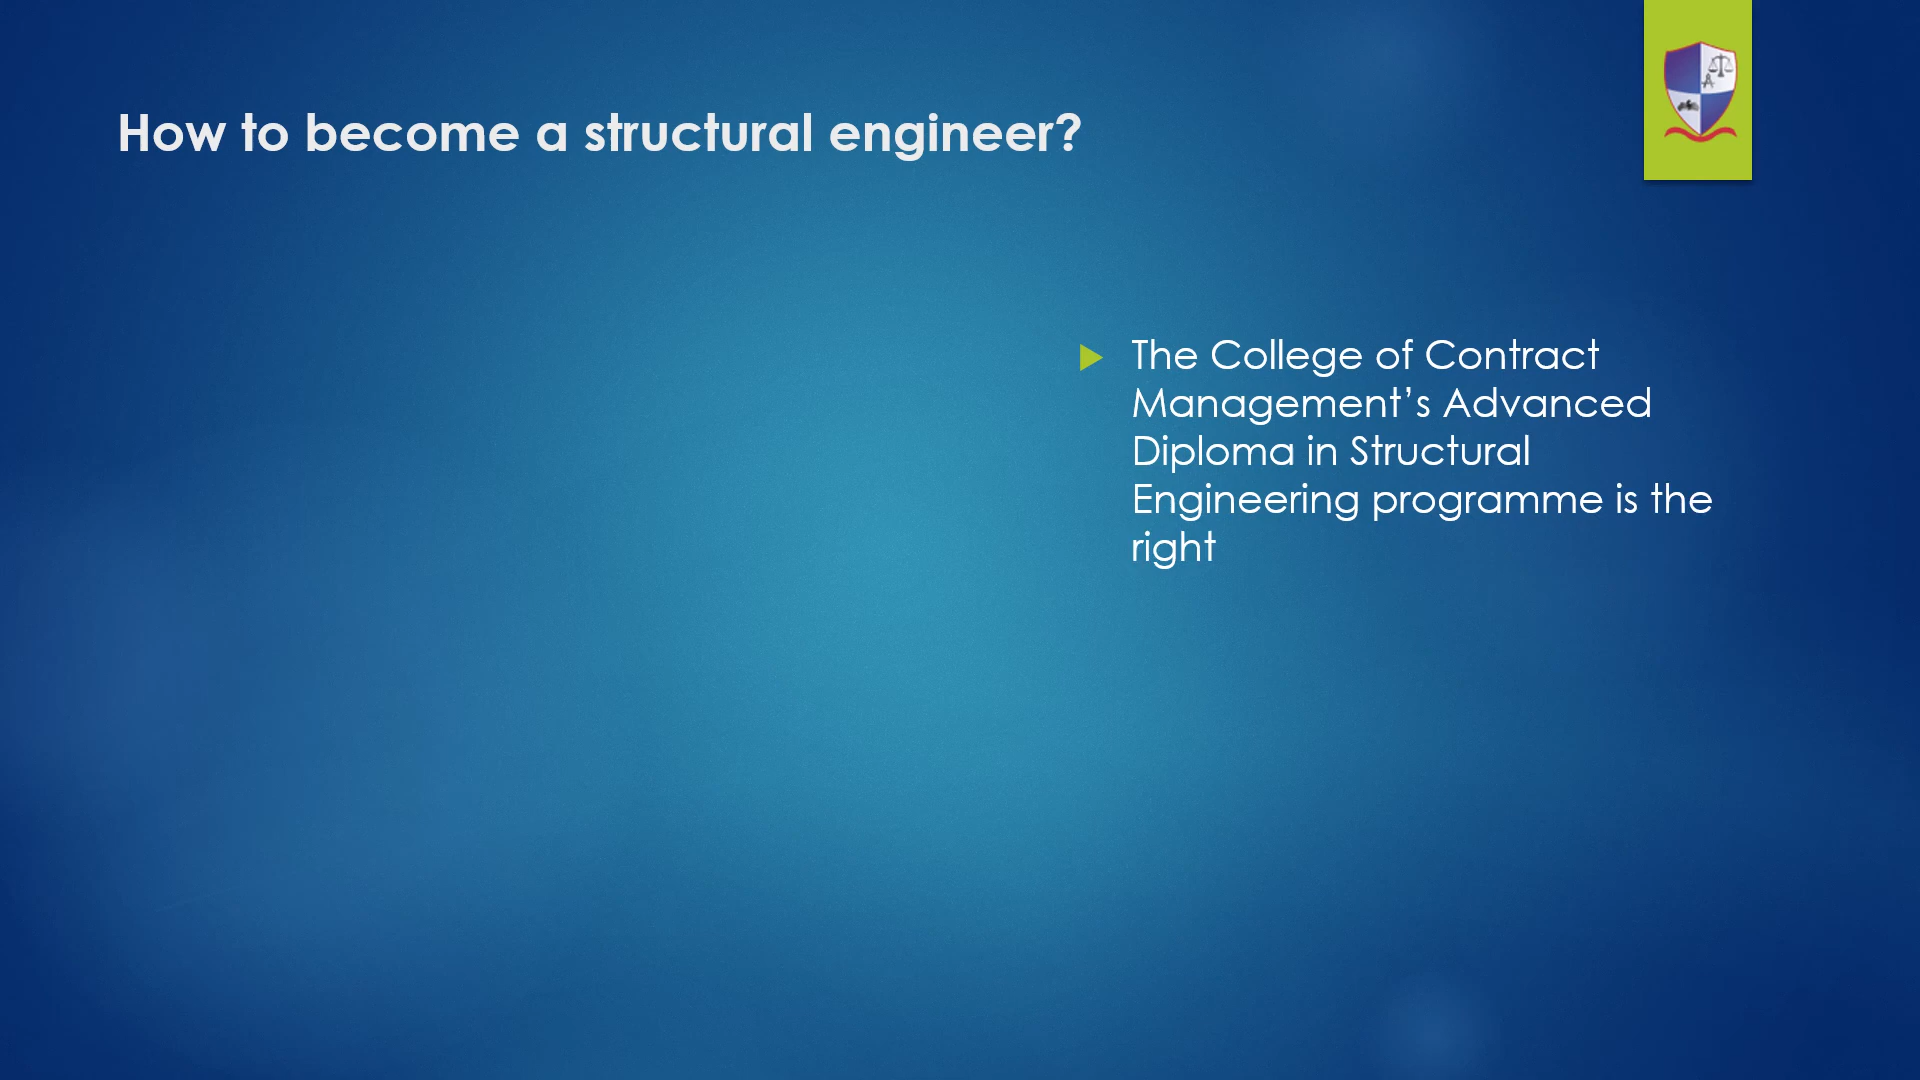 How to become a structural engineer?
The College of Contract
Management’s Advanced
Diploma in Structural
Engineering programme is the
right